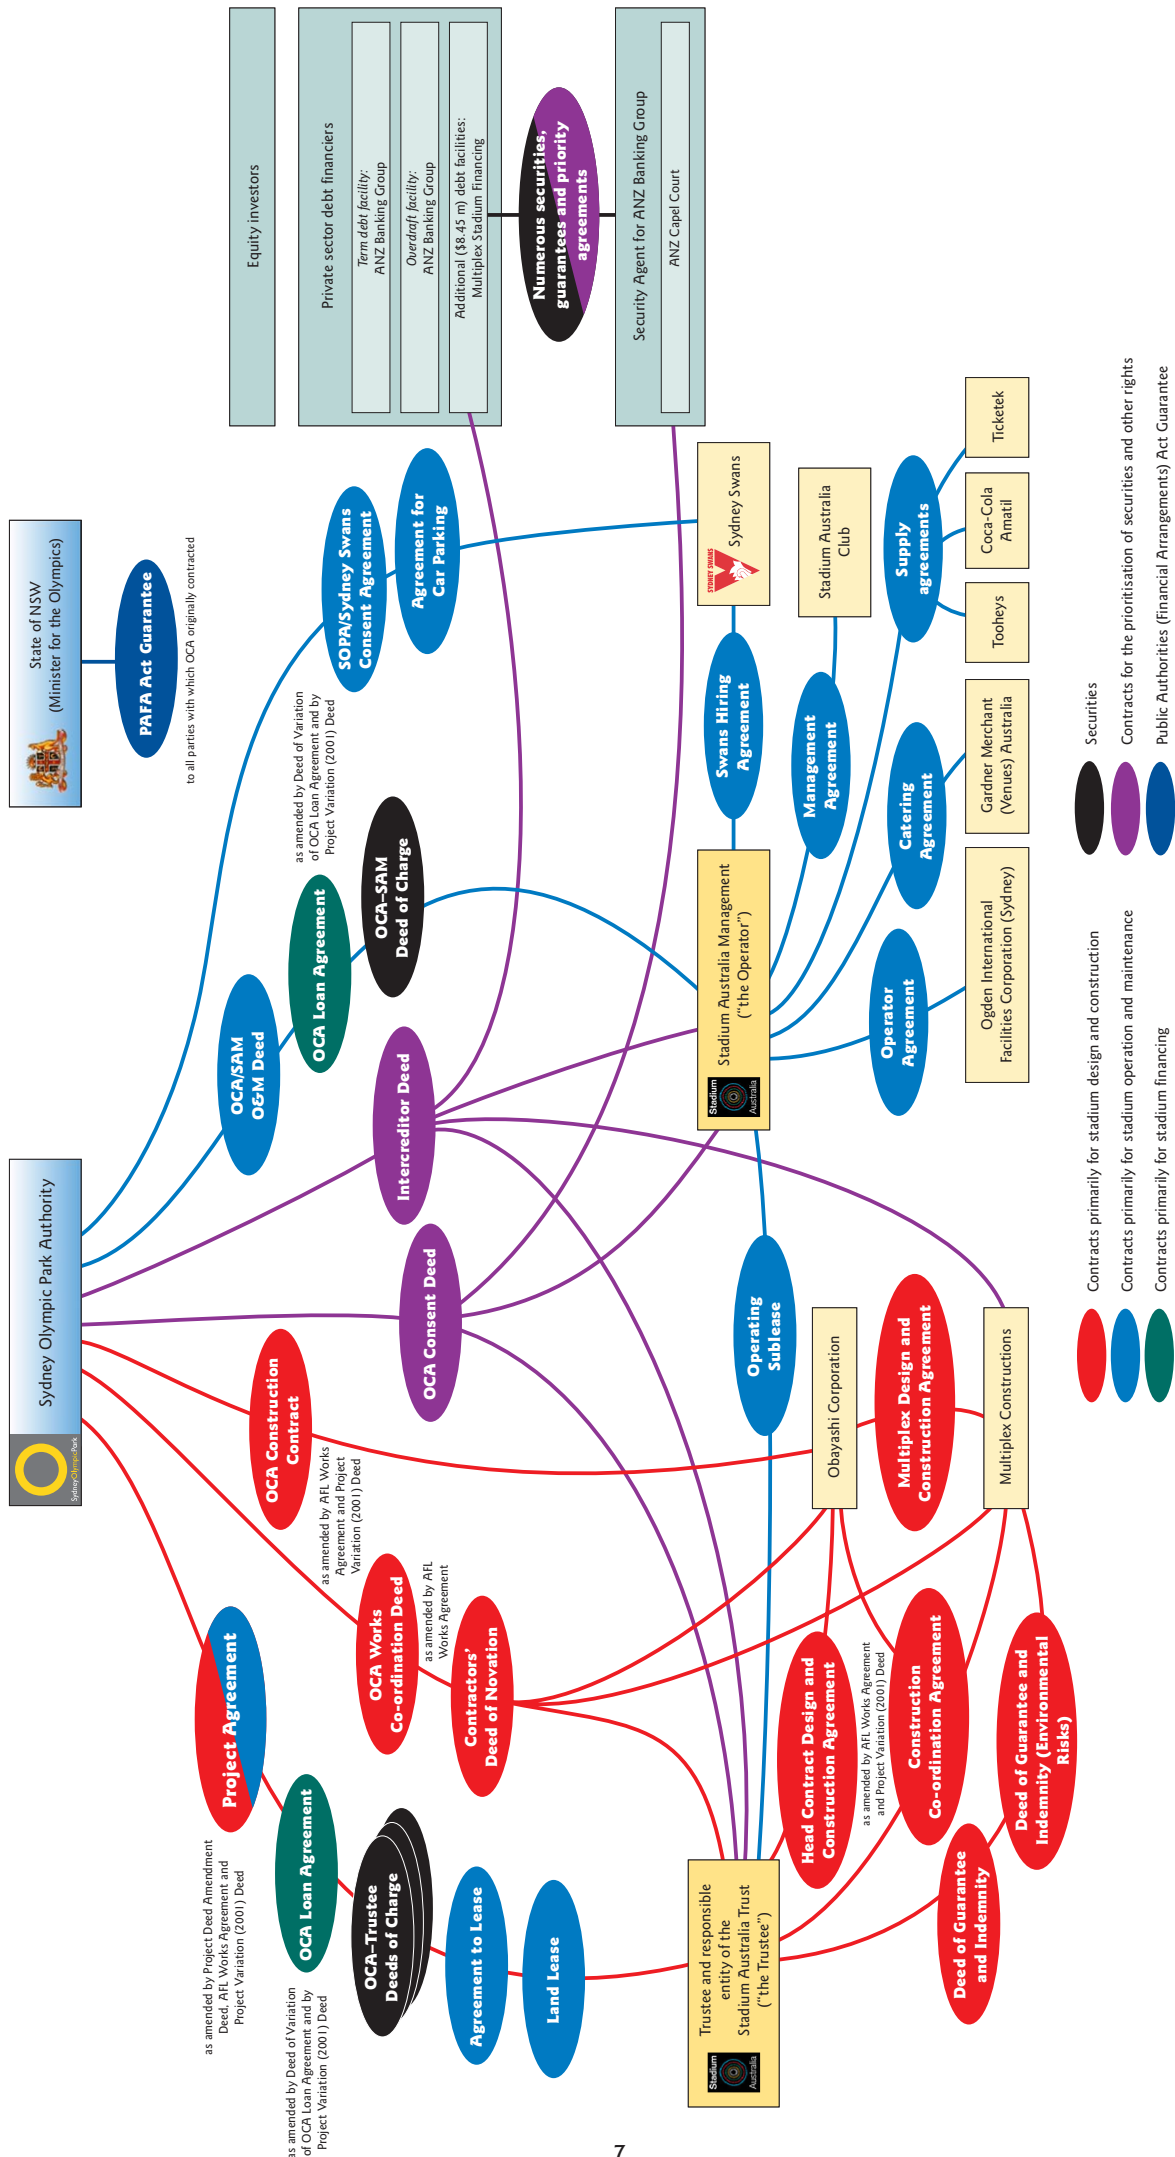 Sydney Olympic Park Authority
SydneyOlympicPark
State of NSW
(Minister for the Olympics)
PAFA Act Guarantee
to all parties with which OCA originally contracted
Equity investors
Private sector debt financiers
Term debt facility:
ANZ Banking Group
Overdraft facility:
ANZ Banking Group
Additional ($8.45 m) debt facilities:
Multiplex Stadium Financing
Numerous securities,
guarantees and priority
agreements
Security Agent for ANZ Banking Group
ANZ Capel Court
Project Agreement
as amended by Project Deed Amendment
Deed, AFL Works Agreement and
Project Variation (2001) Deed
OCA Loan Agreement
as amended by Deed of Variation
of OCA Loan Agreement and by
Project Variation (2001) Deed
OCA–Trustee
Deeds of Charge
Agreement to Lease
Land Lease
OCA Construction
Contract
as amended by AFL Works
Agreement and Project
Variation (2001) Deed
OCA Works
Co-ordination Deed
as amended by AFL
Works Agreement
Contractors'
Deed of Novation
OCA Consent Deed
Intercreditor Deed
OCA/SAM
O&M Deed
OCA Loan Agreement
as amended by Deed of Variation
of OCA Loan Agreement and by
Project Variation (2001) Deed
OCA–SAM
Deed of Charge
SOPA/Sydney Swans
Consent Agreement
Agreement for
Car Parking
Trustee and responsible
entity of the
Stadium Australia Trust
("the Trustee")
Stadium
Australia
Operating
Sublease
Stadium Australia Management
("the Operator")
Stadium
Australia
Swans Hiring
Agreement
SYDNEY SWANS
Sydney Swans
Management
Agreement
Stadium Australia
Club
Supply
agreements
Catering
Agreement
Operator
Agreement
Head Contract Design and
Construction Agreement
as amended by AFL Works Agreement
and Project Variation (2001) Deed
Construction
Co-ordination Agreement
Deed of Guarantee
and Indemnity
Deed of Guarantee and
Indemnity (Environmental
Risks)
Obayashi Corporation
Multiplex Design and
Construction Agreement
Multiplex Constructions
Ogden International
Facilities Corporation (Sydney)
Gardner Merchant
(Venues) Australia
Tooheys
Coca-Cola
Amatil
Ticketek
Contracts primarily for stadium design and construction
Contracts primarily for stadium operation and maintenance
Contracts primarily for stadium financing
Securities
Contracts for the prioritisation of securities and other rights
Public Authorities (Financial Arrangements) Act Guarantee
7